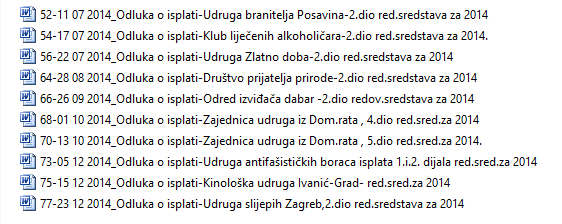 52-11 07 2014_Odluka o isplati-Udruga branitelja Posavina-2.dio red.sredstava za 2014
54-17 07 2014_Odluka o isplati-Klub liječenih alkoholičara-2.dio red.sredstava za 2014.
56-22 07 2014_Odluka o isplati-Udruga Zlatno doba-2.dio red.sredstava za 2014
64-28 08 2014_Odluka o isplati-Društvo prijatelja prirode-2.dio red.sredstava za 2014
66-26 09 2014_Odluka o isplati-Odred izviđača dabar -2.dio redov.sredstava za 2014
68-01 10 2014_Odluka o isplati-Zajednica udruga iz Dom.rata , 4.dio red.sred.za 2014
70-13 10 2014_Odluka o isplati-Zajednica udruga iz Dom.rata , 5.dio red.sred.za 2014.
73-05 12 2014_Odluka o isplati-Udruga antifašističkih boraca isplata 1.i.2. dijala red.sred.za 2014
75-15 12 2014_Odluka o isplati-Kinološka udruga Ivanić-Grad- red.sred.za 2014
77-23 12 2014_Odluka o isplati-Udruga slijepih Zagreb,2.dio red.sredstava za 2014